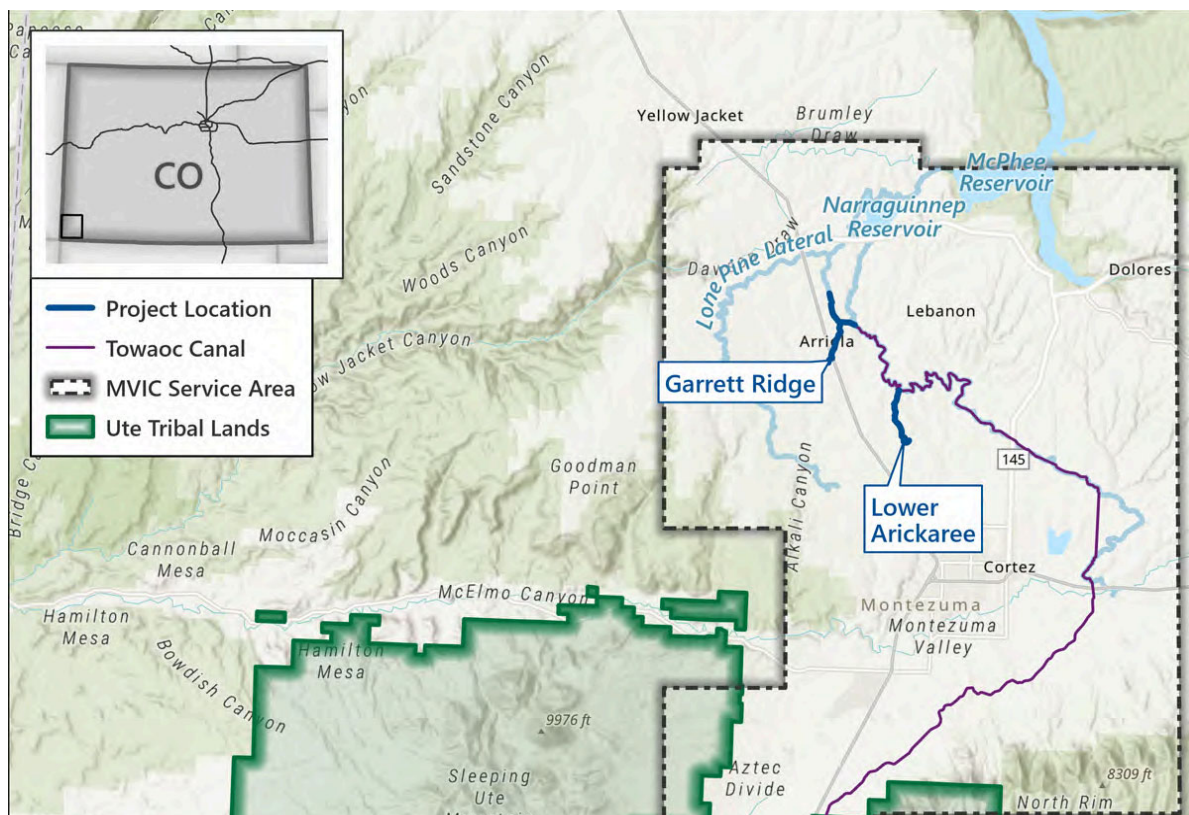 CO
Project Location
Towaoc Canal
MVIC Service Area
Ute Tribal Lands
Sandstone Canyon
Yellow Jacket
Brumley
Draw
McPhee
Reservoir
Narraguinnep
Reservoir
Woods Canyon
Lone Pine Lateral
Draw
Dolores
Lebanon
Jacket Canyon
Arriola
Garrett Ridge
Goodman
Point
Alkali Canyon
145
Lower
Arickaree
Moccasin Canyon
Cannonball
Mesa
Cortez
McElmo Canyon
Montezuma
Montezuma
Valley
Hamilton
Mesa
Hamilton
Mesa
Bowdish Canyon
9976 ft
Sleeping
Ute
Aztec
Divide
8309 ft
North Rim